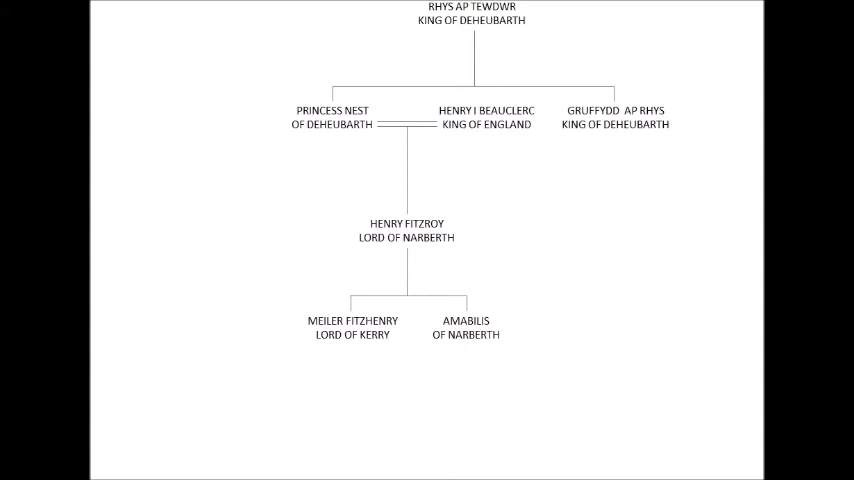 RHYS AP TEWDWR
KING OF DEHEUBARTH
PRINCESS NEST
OF DEHEUBARTH
HENRY I BEAUCLERC
KING OF ENGLAND
GRUFFYDD AP RHYS
KING OF DEHEUBARTH
HENRY FITZROY
LORD OF NARBERTH
MEILER FITZHENRY
LORD OF KERRY
AMABILIS
OF NARBERTH